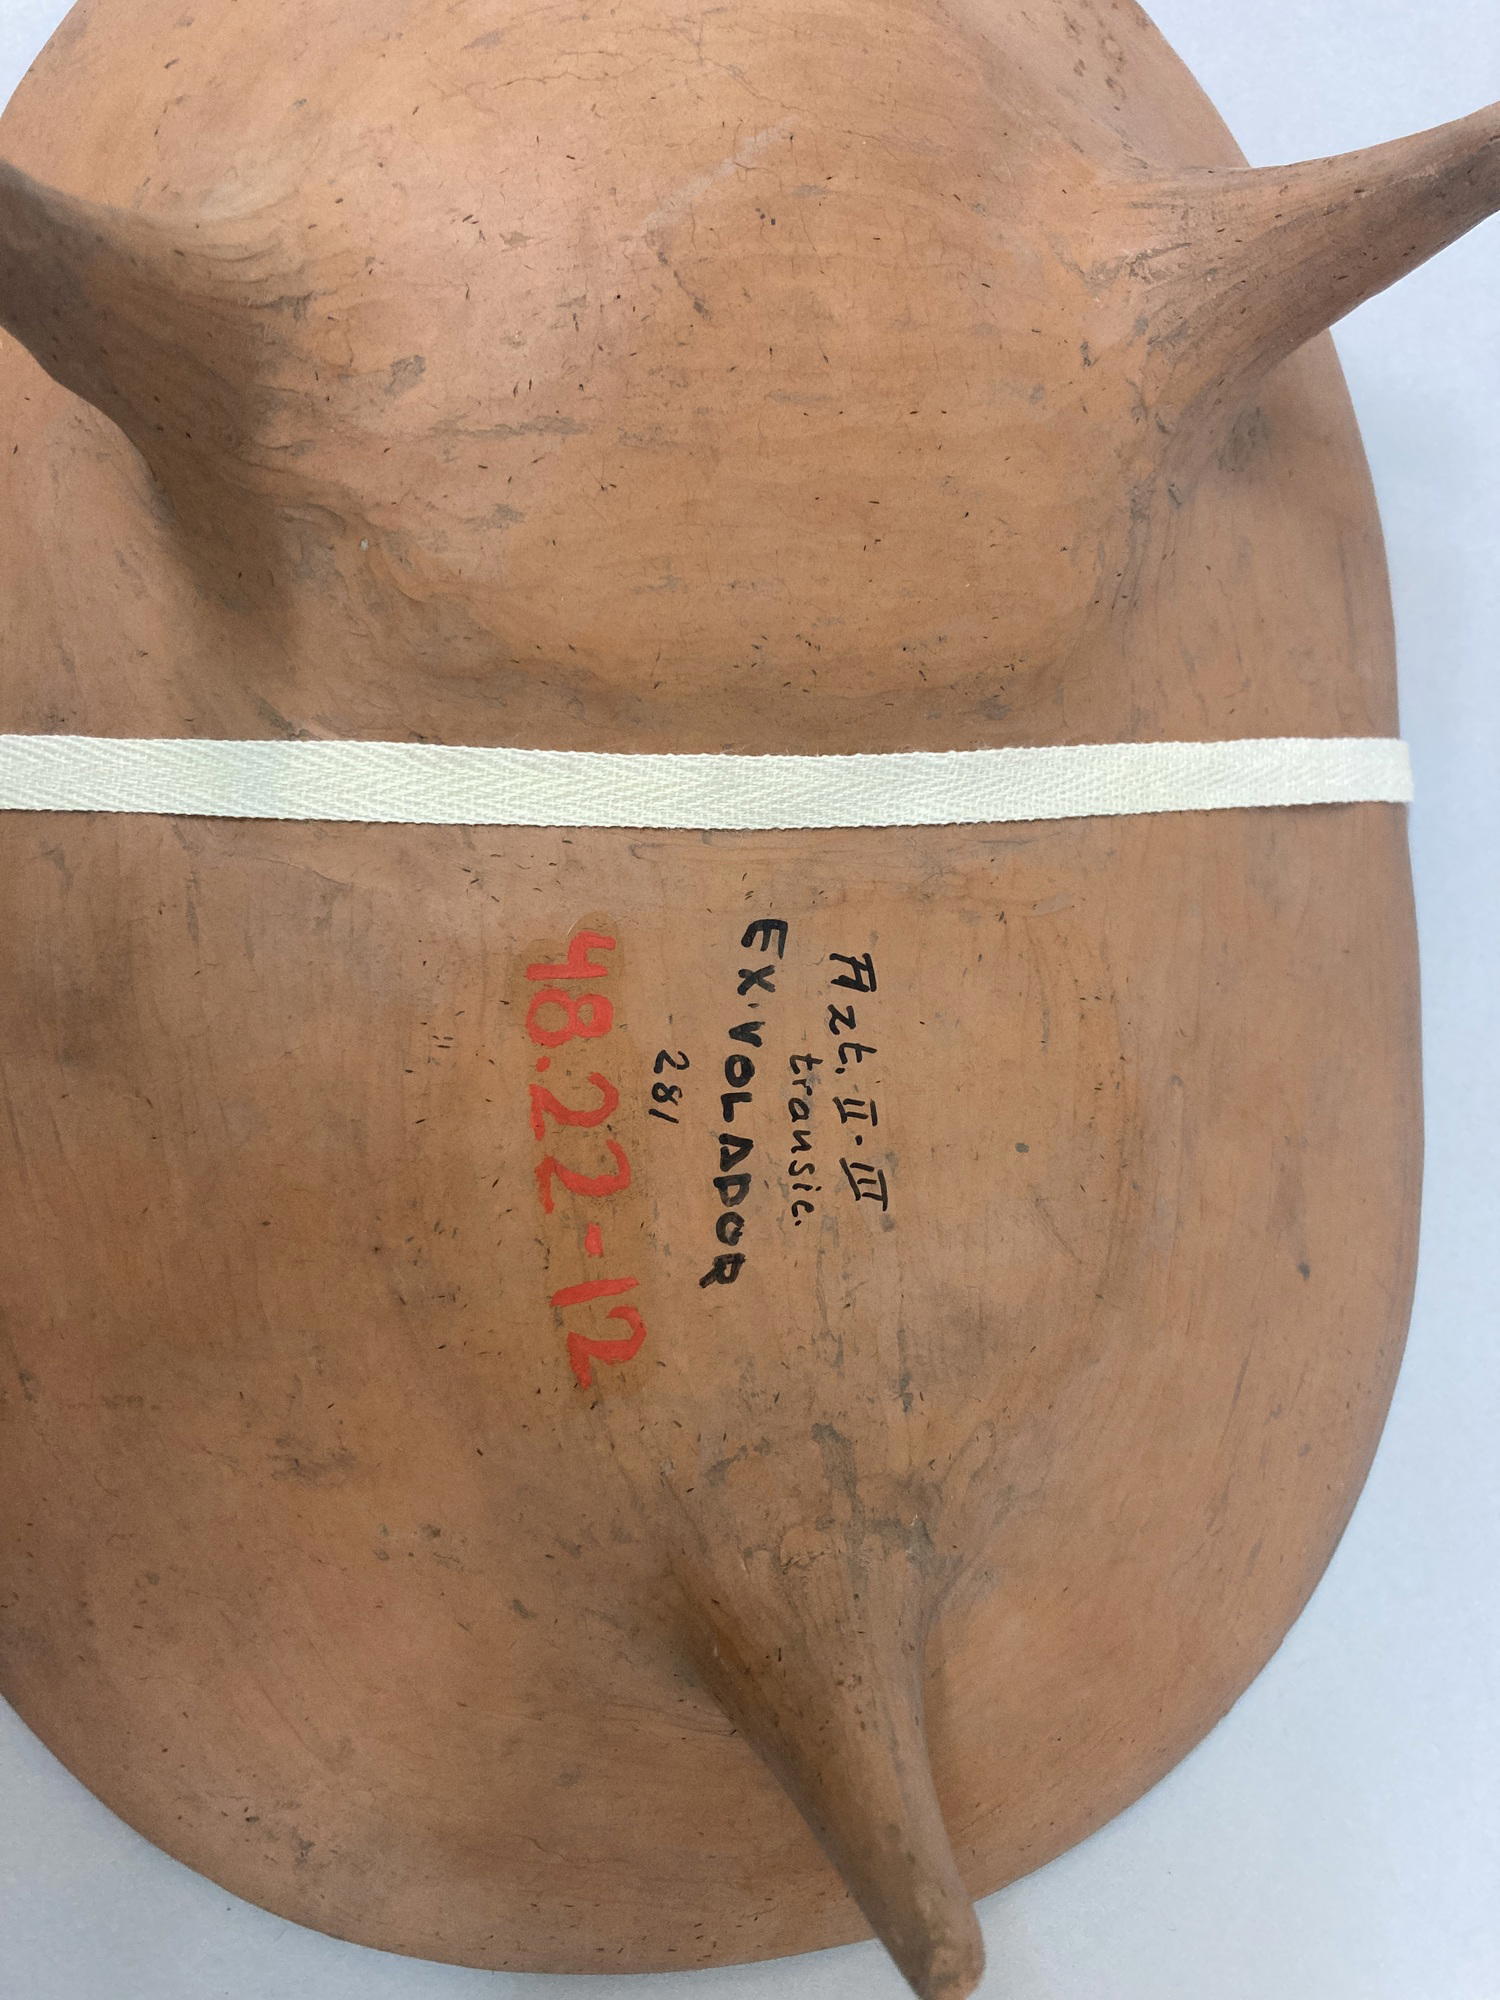 Azt. II-III
transic.
EX-VOLADOR
281
48.22-12